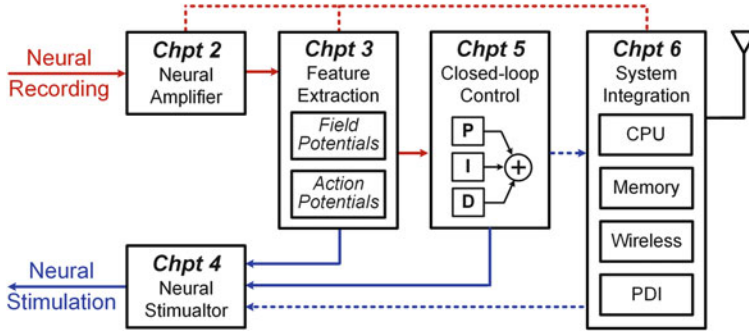 Neural
Recording
Chpt 2
Neural
Amplifier
Chpt 3
Feature
Extraction
Field
Potentials
Action
Potentials
Chpt 5
Closed-loop
Control
P
I
D
+
Chpt 6
System
Integration
CPU
Memory
Wireless
PDI
Neural
Stimulation
Chpt 4
Neural
Stimualtor